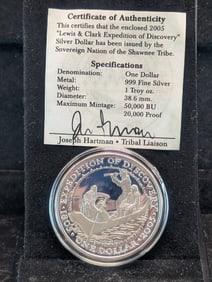 Certificate of Authenticity
This certifies that the enclosed 2005
"Lewis & Clark Expedition of Discovery"
Silver Dollar has been issued by the
Sovereign Nation of the Shawnee Tribe.
Specifications
Denomination: One Dollar
Metal: .999 Fine Silver
Weight: 1 Troy oz.
Diameter: 38.6 mm.
Maximum Mintage: 50,000 BU
20,000 Proof
Joseph Hartman • Tribal Liaison
EXPEDITION OF DISCOVERY
ONE DOLLAR
2005